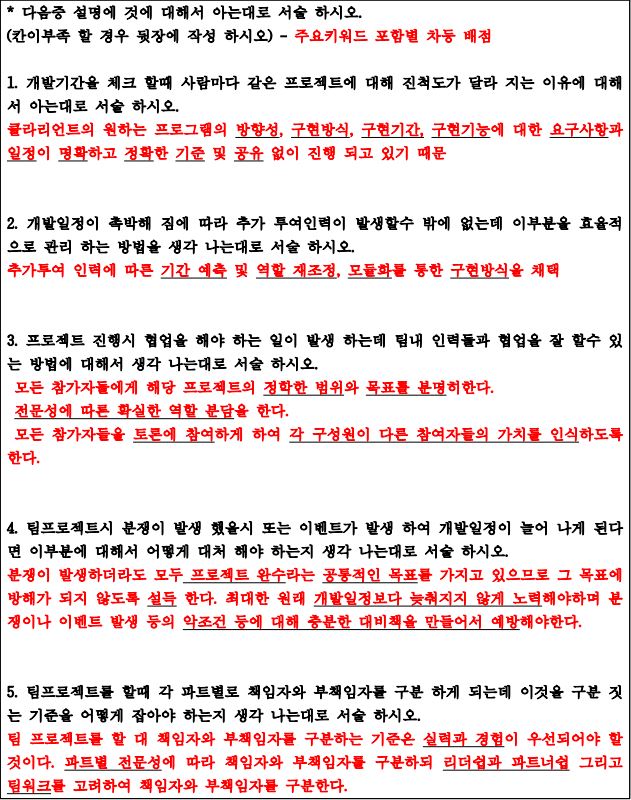 * 다음중 설명에 것에 대해서 아는대로 서술 하시오.
(칸이부족 할 경우 뒷장에 작성 하시오) - 주요키워드 포함별 차등 배점
1. 개발기간을 체크 할때 사람마다 같은 프로젝트에 대해 진척도가 달라 지는 이유에 대해
서 아는대로 서술 하시오.
클라리언트의 원하는 프로그램의 방향성, 구현방식, 구현기간, 구현기능에 대한 요구사항과
일정이 명확하고 정확한 기준 및 공유 없이 진행 되고 있기 때문
2. 개발일정이 촉박해 짐에 따라 추가 투여인력이 발생할수 밖에 없는데 이부분을 효율적
으로 관리 하는 방법을 생각 나는대로 서술 하시오.
추가투여 인력에 따른 기간 예측 및 역할 재조정, 모듈화를 통한 구현방식을 채택
3. 프로젝트 진행시 협업을 해야 하는 일이 발생 하는데 팀내 인력들과 협업을 잘 할수 있
는 방법에 대해서 생각 나는대로 서술 하시오.
모든 참가자들에게 해당 프로젝트의 정학한 범위와 목표를 분명히한다.
전문성에 따른 확실한 역할 분담을 한다.
모든 참가자들을 토론에 참여하게 하여 각 구성원이 다른 참여자들의 가치를 인식하도록
한다.
4. 팀프로젝트시 분쟁이 발생 했을시 또는 이벤트가 발생 하여 개발일정이 늘어 나게 된다
면 이부분에 대해서 어떻게 대처 해야 하는지 생각 나는대로 서술 하시오.
분쟁이 발생하더라도 모두 프로젝트 완수라는 공통적인 목표를 가지고 있으므로 그 목표에
방해가 되지 않도록 설득 한다. 최대한 원래 개발일정보다 늦춰지지 않게 노력해야하며 분
쟁이나 이벤트 발생 등의 악조건 등에 대해 충분한 대비책을 만들어서 예방해야한다.
5. 팀프로젝트를 할때 각 파트별로 책임자와 부책임자를 구분 하게 되는데 이것을 구분 짓
는 기준을 어떻게 잡아야 하는지 생각 나는대로 서술 하시오.
팀 프로젝트를 할 대 책임자와 부책임자를 구분하는 기준은 실력과 경험이 우선되어야 할
것이다. 파트별 전문성에 따라 책임자와 부책임자를 구분하되 리더쉽과 파트너쉽 그리고
팀워크를 고려하여 책임자와 부책임자를 구분한다.